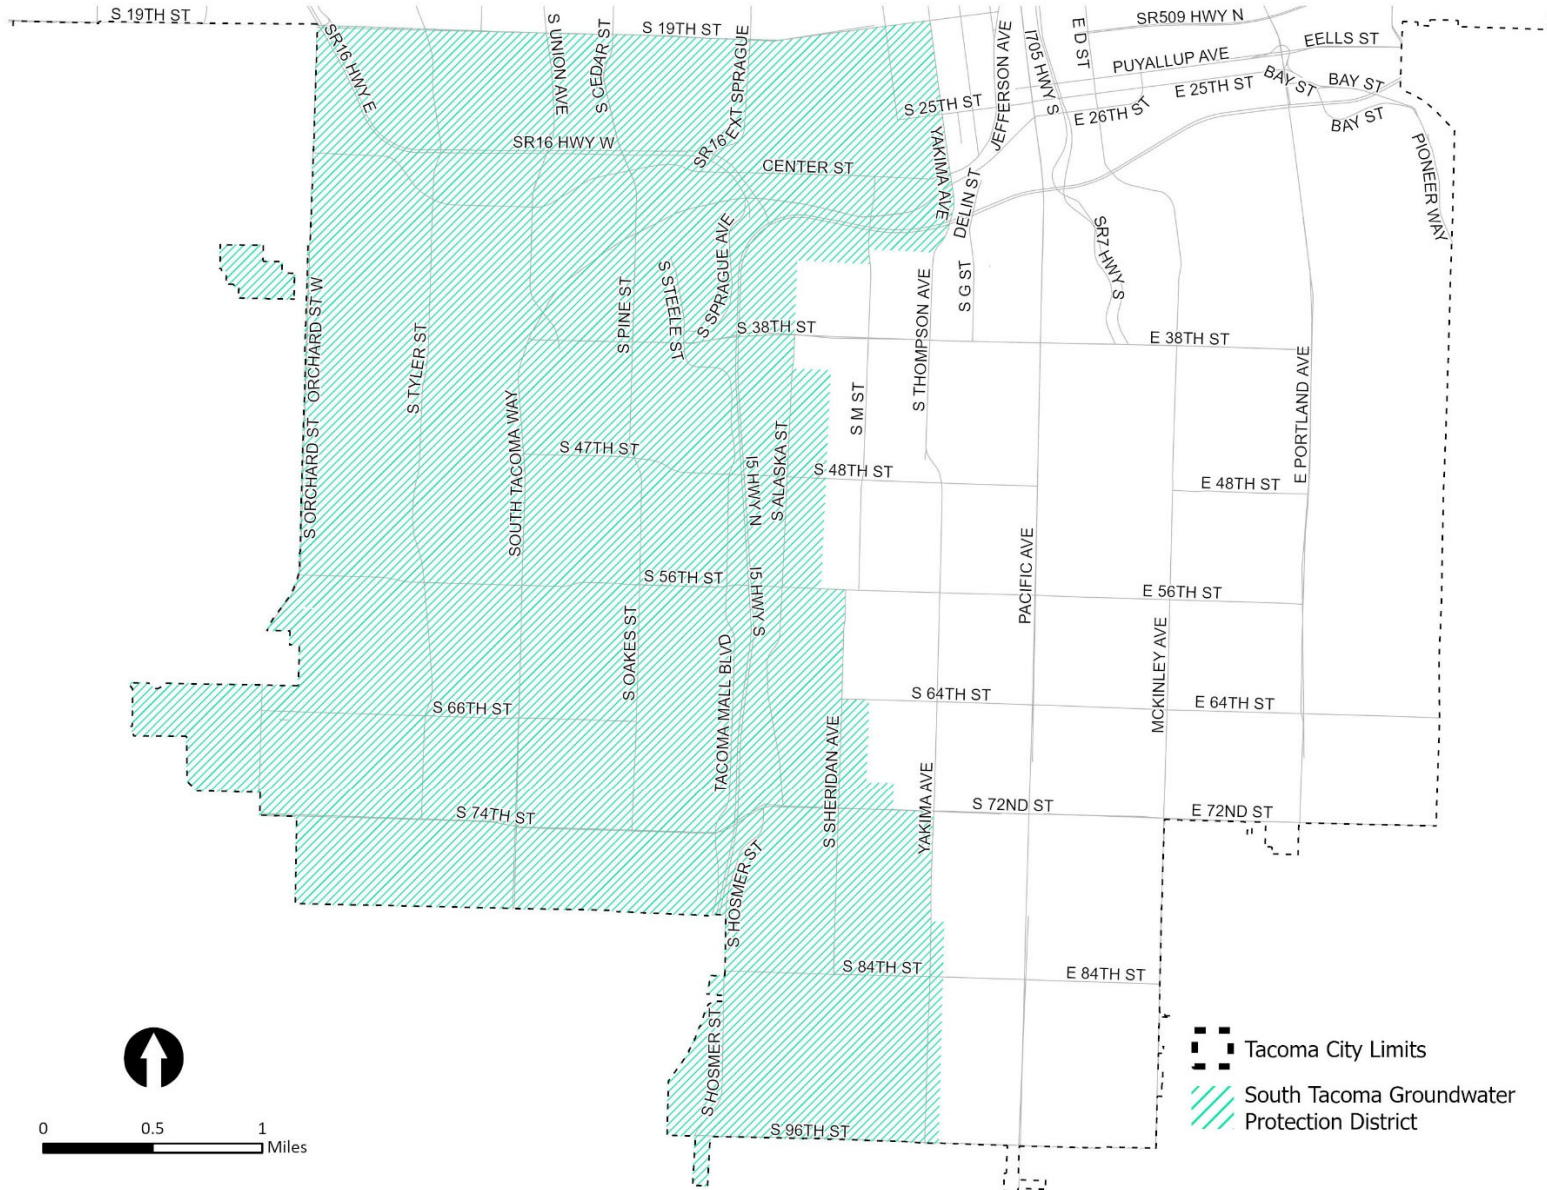 S 19TH ST
SR16 HWY E
S UNION AVE
S CEDAR ST
S 19TH ST
SR16 EXT SPRAGUE
JEFFERSON AVE
I705 HWY S
E D ST
SR509 HWY N
PUYALLUP AVE
EELLS ST
BAY ST
BAY ST
E 25TH ST
S 25TH ST
E 26TH ST
BAY ST
PIONEER WAY
SR16 HWY W
CENTER ST
YAKIMA AVE
DELIN ST
SR7 HWY S
S G ST
S SPRAGUE AVE
S STEELE ST
S PINE ST
ORCHARD ST W
S TYLER ST
S 38TH ST
S THOMPSON AVE
E 38TH ST
E PORTLAND AVE
S M ST
S ORCHARD ST
SOUTH TACOMA WAY
S 47TH ST
I5 HWY N
S ALASKA ST
S 48TH ST
E 48TH ST
PACIFIC AVE
S 56TH ST
I5 HWY S
E 56TH ST
S OAKES ST
TACOMA MALL BLVD
MCKINLEY AVE
S 64TH ST
E 64TH ST
S 66TH ST
S SHERIDAN AVE
YAKIMA AVE
S 72ND ST
E 72ND ST
S 74TH ST
S HOSMER ST
S 84TH ST
E 84TH ST
S HOSMER ST
S 96TH ST
Tacoma City Limits
South Tacoma Groundwater
Protection District
0 0.5 1
Miles